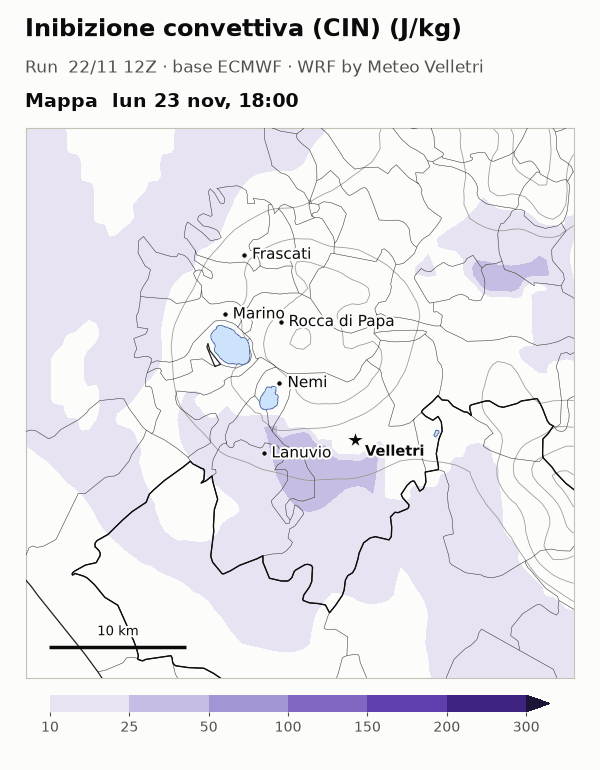 Inibizione convettiva (CIN) (J/kg)
Run  22/11 12Z · base ECMWF · WRF by Meteo Velletri
Mappa  lun 23 nov, 18:00
Frascati
Marino
Rocca di Papa
Nemi
Velletri
Lanuvio
10 km
10 25 50 100 150 200 300